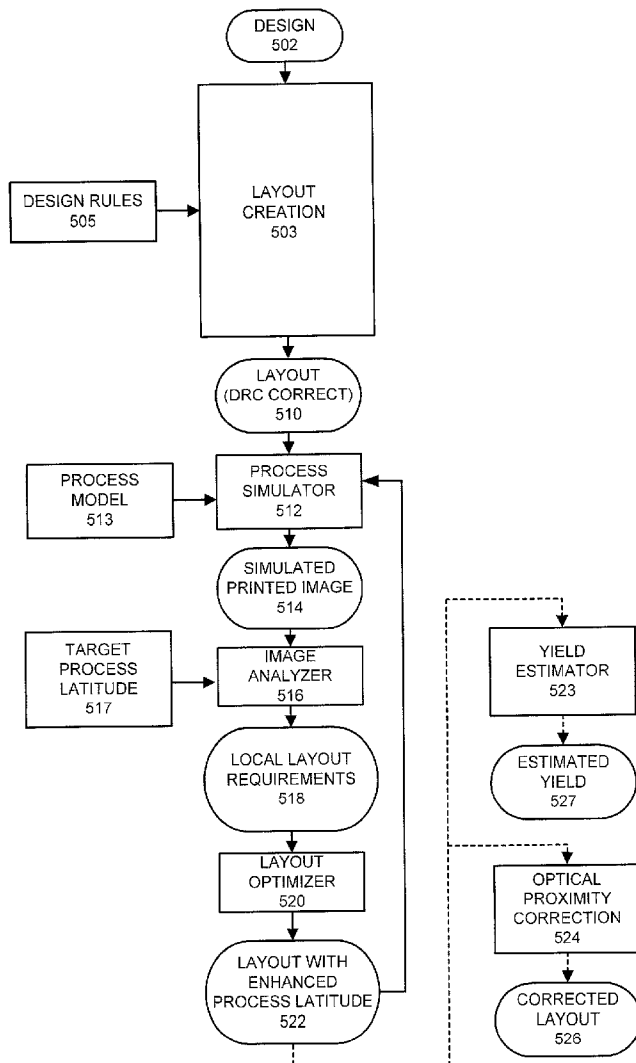 DESIGN
502
LAYOUT
CREATION
503
DESIGN RULES
505
LAYOUT
(DRC CORRECT)
510
PROCESS
MODEL
513
PROCESS
SIMULATOR
512
SIMULATED
PRINTED IMAGE
514
TARGET
PROCESS
LATITUDE
517
IMAGE
ANALYZER
516
LOCAL LAYOUT
REQUIREMENTS
518
LAYOUT
OPTIMIZER
520
LAYOUT WITH
ENHANCED
PROCESS LATITUDE
522
YIELD
ESTIMATOR
523
ESTIMATED
YIELD
527
OPTICAL
PROXIMITY
CORRECTION
524
CORRECTED
LAYOUT
526